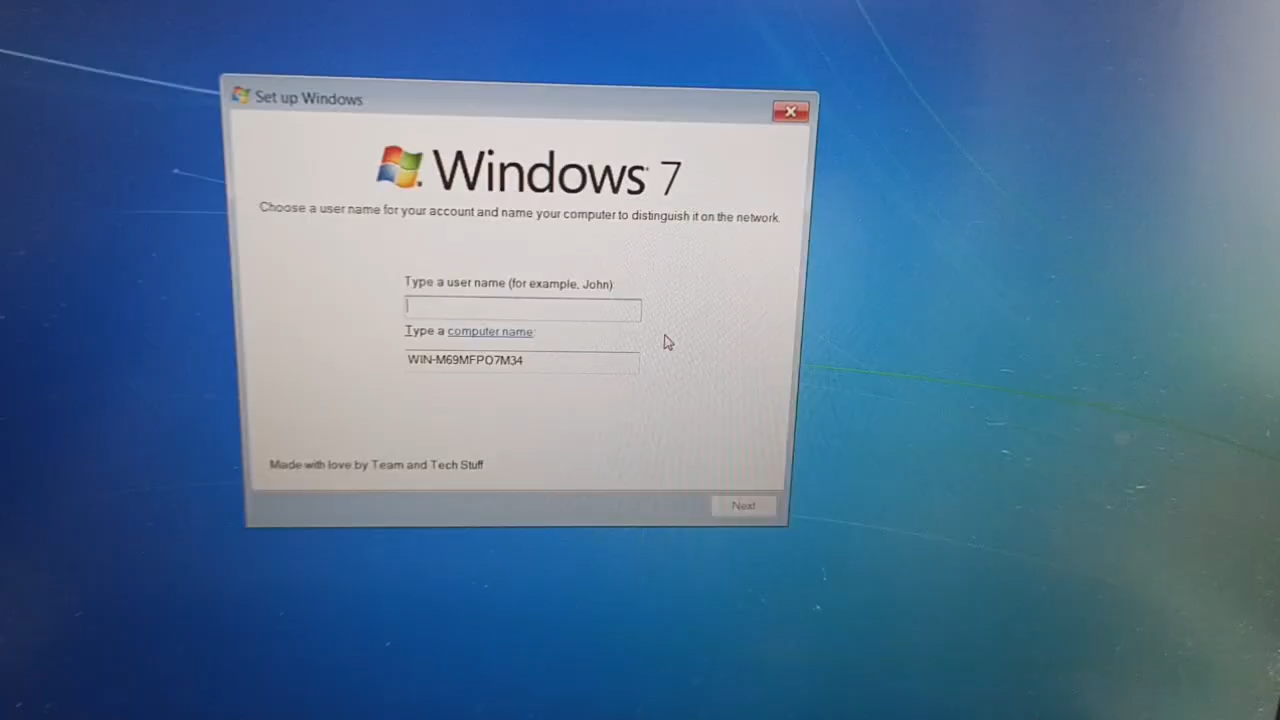 Set up Windows
Windows 7
Choose a user name for your account and name your computer to distinguish it on the network.
Type a user name (for example, John):
Type a computer name:
WIN-M69MFPO7M34
Made with love by Team and Tech Stuff
Next